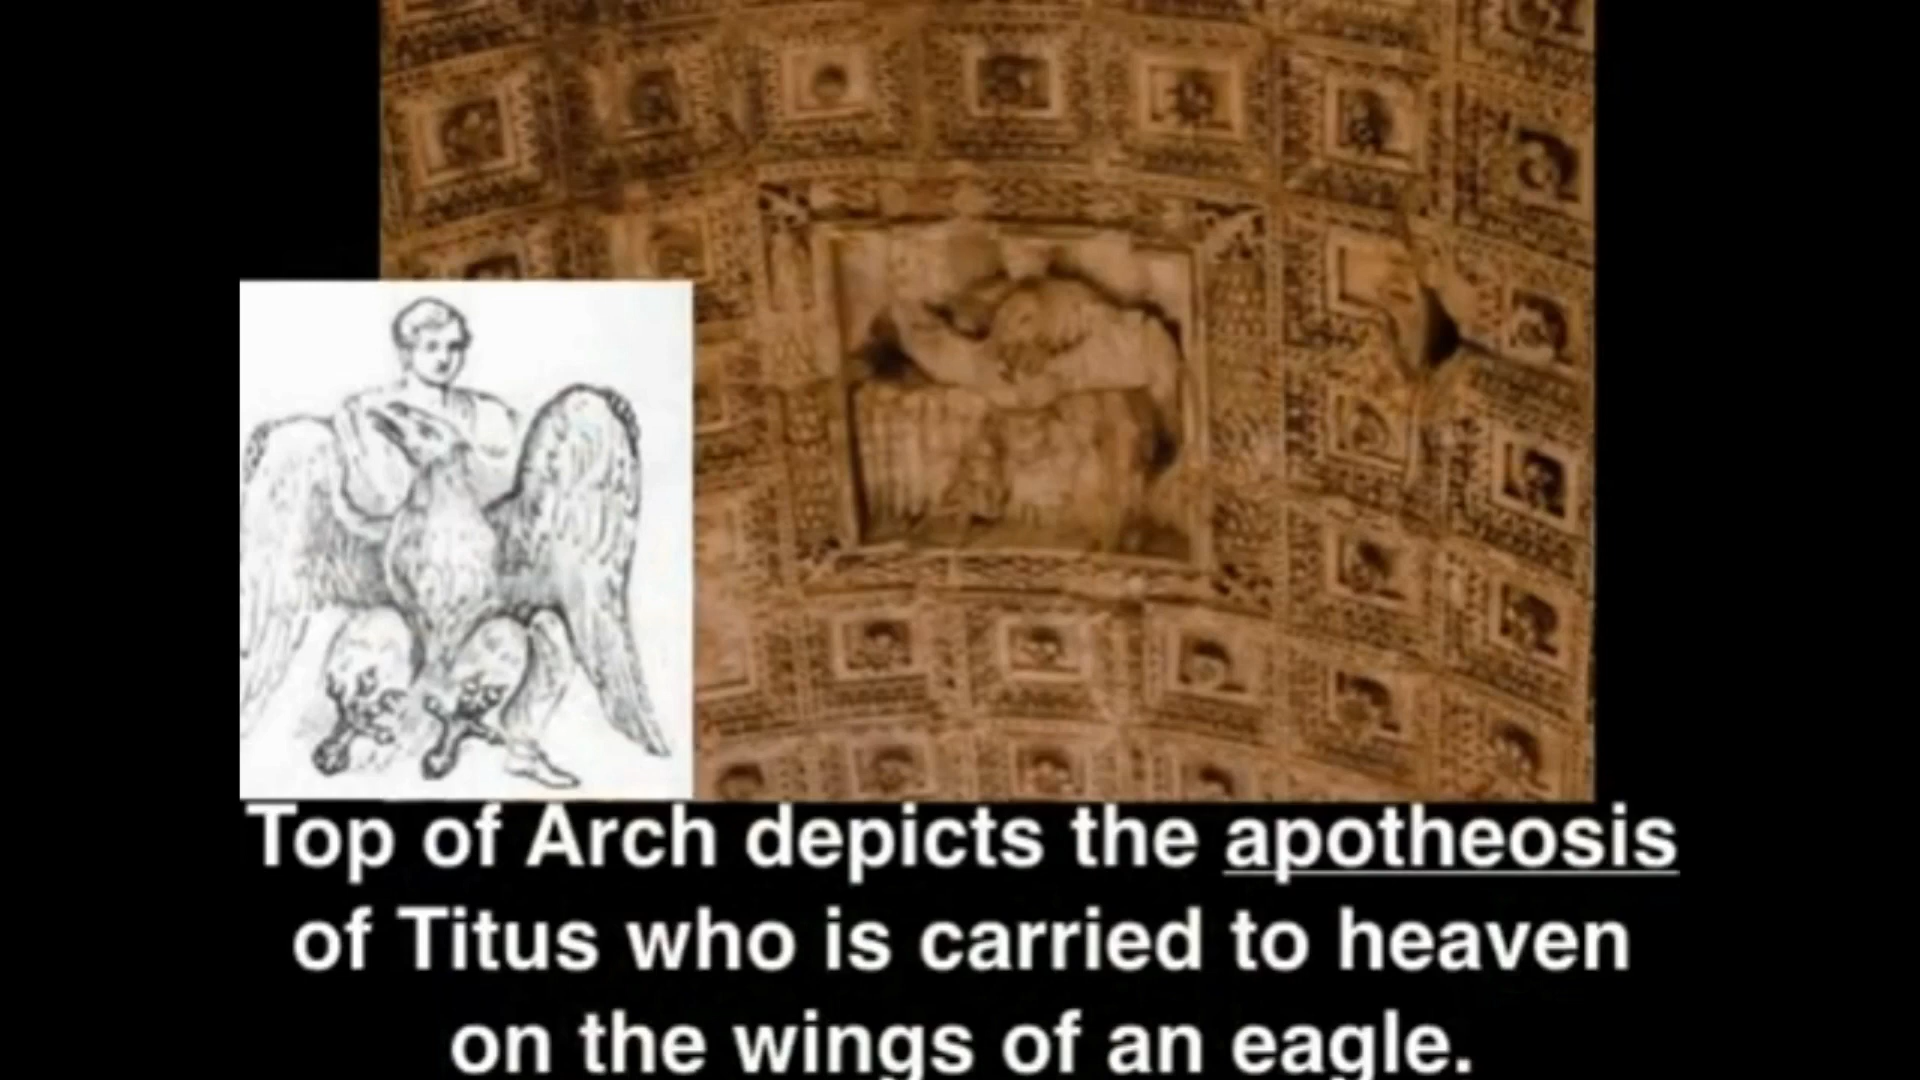 Top of Arch depicts the apotheosis
of Titus who is carried to heaven
on the wings of an eagle.